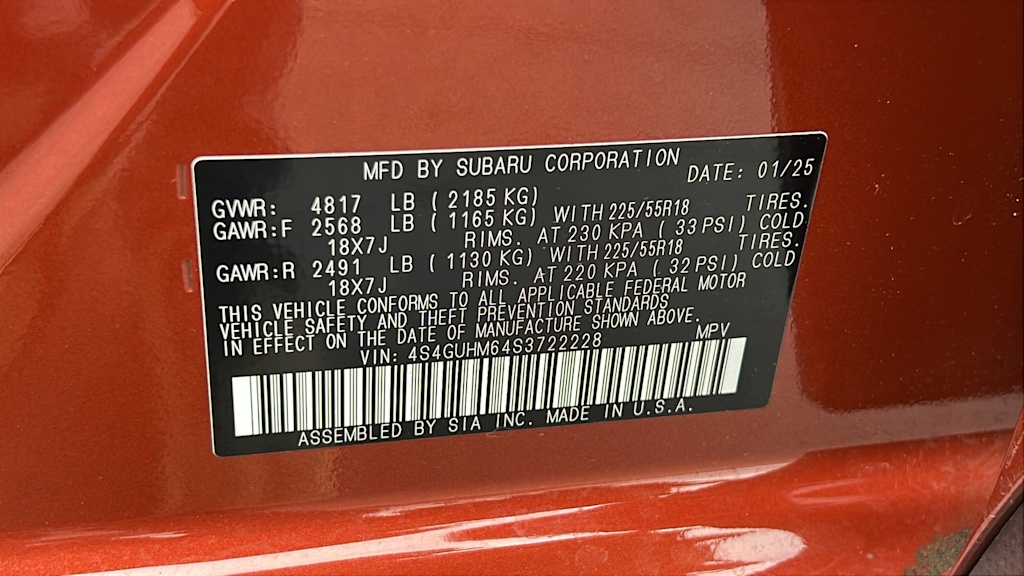 MFD BY SUBARU CORPORATION DATE: 01/25
GVWR: 4817 LB (2185 KG)
GAWR:F 2568 LB (1165 KG) WITH 225/55R18 TIRES.
18X7J RIMS. AT 230 KPA (33 PSI) COLD
GAWR:R 2491 LB (1130 KG) WITH 225/55R18 TIRES.
18X7J RIMS. AT 220 KPA (32 PSI) COLD
THIS VEHICLE CONFORMS TO ALL APPLICABLE FEDERAL MOTOR
VEHICLE SAFETY AND THEFT PREVENTION STANDARDS
IN EFFECT ON THE DATE OF MANUFACTURE SHOWN ABOVE.
VIN: 4S4GUHM64S3722228 MPV
ASSEMBLED BY SIA INC. MADE IN U.S.A.